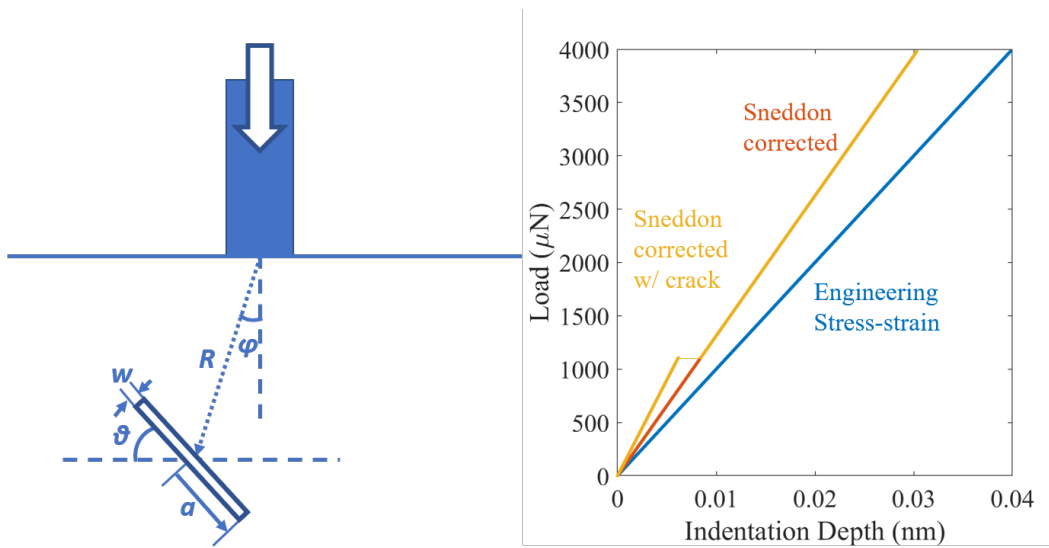 R
φ
w
ϑ
a
4000
3500
3000
2500
2000
1500
1000
500
0
Load (μN)
Sneddon
corrected
Sneddon
corrected
w/ crack
Engineering
Stress-strain
0 0.01 0.02 0.03 0.04
Indentation Depth (nm)